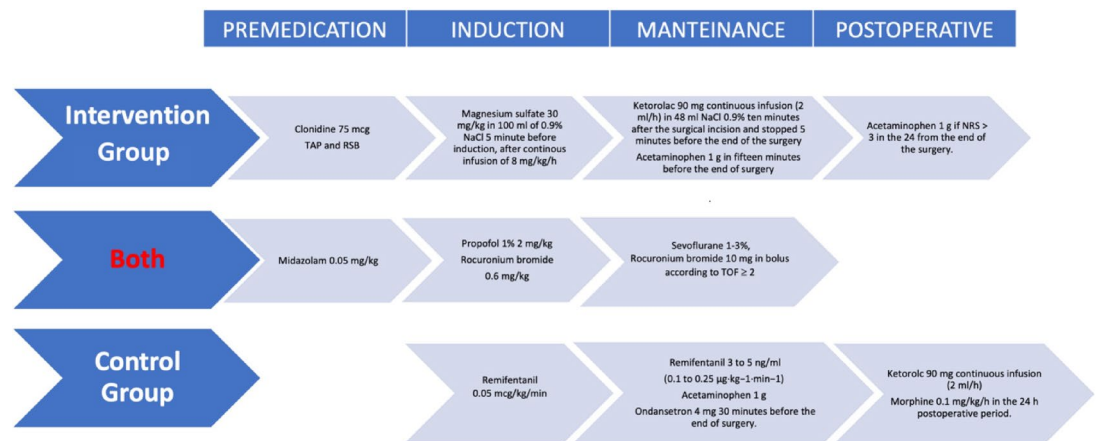 PREMEDICATION
INDUCTION
MANTEINANCE
POSTOPERATIVE
Intervention
Group
Clonidine 75 mcg
TAP and RSB
Magnesium sulfate 30
mg/kg in 100 ml of 0.9%
NaCl 5 minute before
induction, after continous
infusion of 8 mg/kg/h
Ketorolac 90 mg continuous infusion (2
ml/h) in 48 ml NaCl 0.9% ten minutes
after the surgical incision and stopped 5
minutes before the end of the surgery
Acetaminophen 1 g in fifteen minutes
before the end of surgery
Acetaminophen 1 g if NRS >
3 in the 24 from the end of
the surgery.
Both
Midazolam 0.05 mg/kg
Propofol 1% 2 mg/kg
Rocuronium bromide
0.6 mg/kg
Sevoflurane 1-3%,
Rocuronium bromide 10 mg in bolus
according to TOF ≥ 2
Control
Group
Remifentanil
0.05 mcg/kg/min
Remifentanil 3 to 5 ng/ml
(0.1 to 0.25 µg·kg−1·min−1)
Acetaminophen 1 g
Ondansetron 4 mg 30 minutes before the
end of surgery.
Ketorolc 90 mg continuous infusion
(2 ml/h)
Morphine 0.1 mg/kg/h in the 24 h
postoperative period.